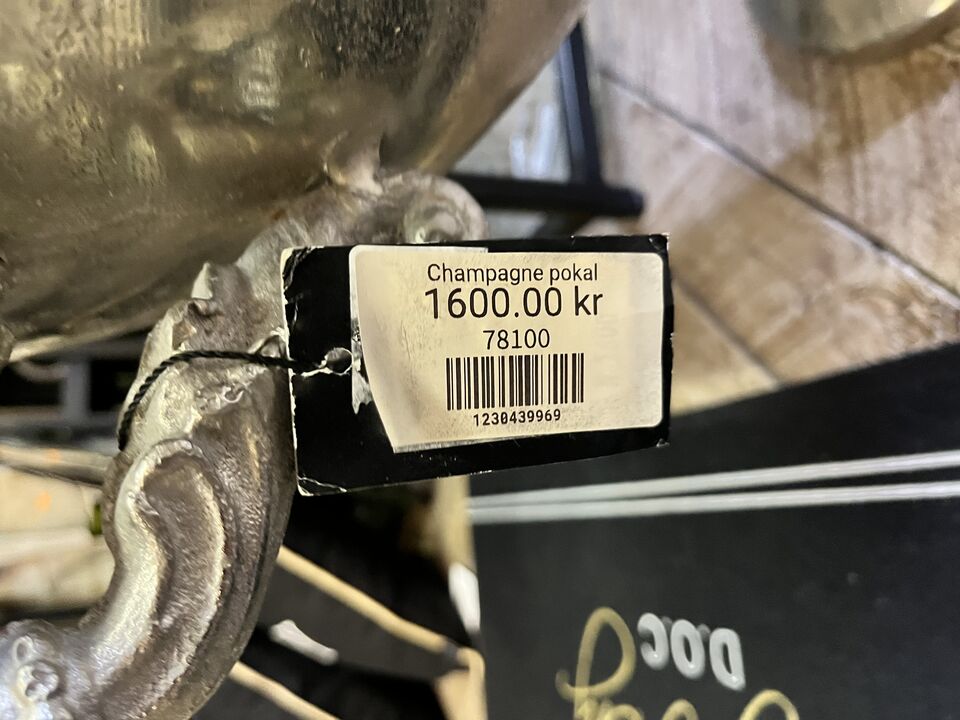 Champagne pokal
1600.00 kr
78100
1230439969
DOC